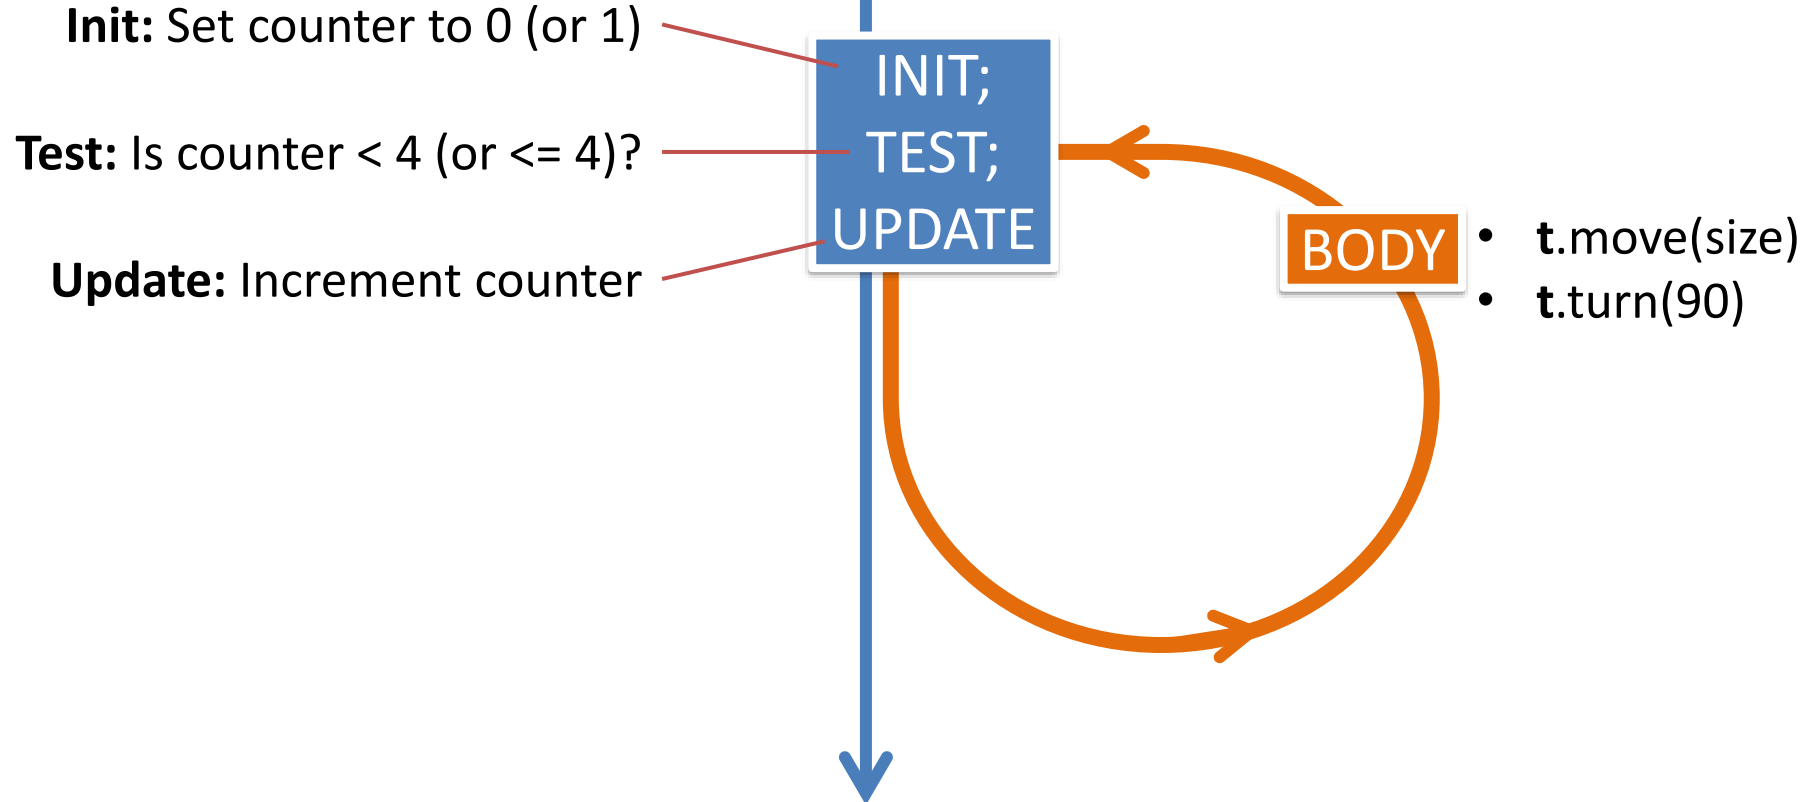 Init: Set counter to 0 (or 1)
Test: Is counter < 4 (or <= 4)?
Update: Increment counter
INIT;
TEST;
UPDATE
BODY
• t.move(size)
• t.turn(90)